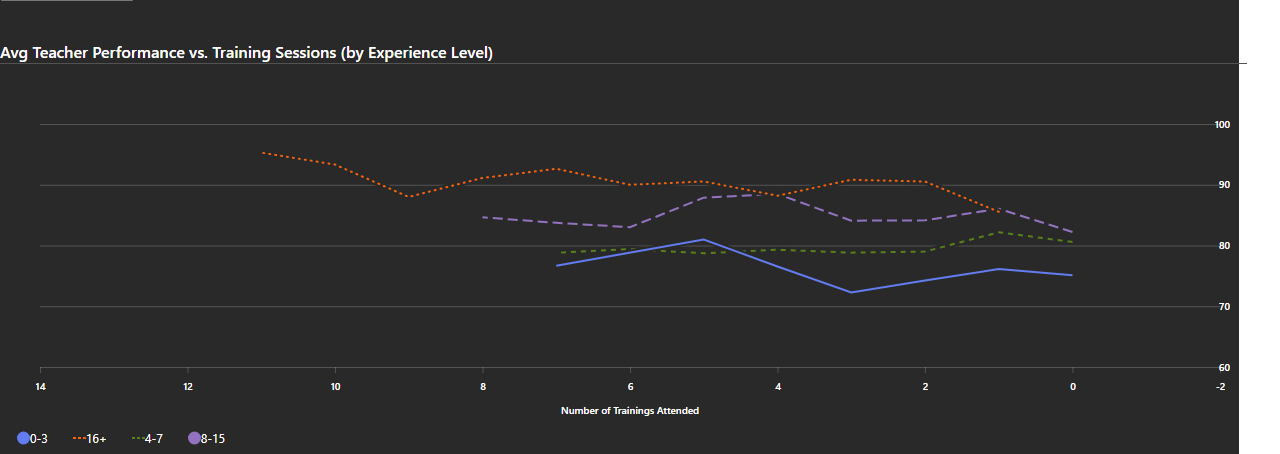 Avg Teacher Performance vs. Training Sessions (by Experience Level)
100
90
80
70
60
14 12 10 8 6 4 2 0 -2
Number of Trainings Attended
0-3 16+ 4-7 8-15